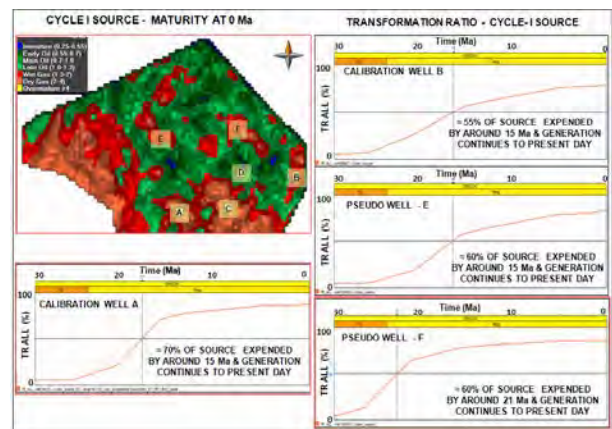 CYCLE I SOURCE - MATURITY AT 0 Ma
Immature (0.25-0.55)
Early Oil (0.55-0.7)
Main Oil (0.7-1.0)
Late Oil (1.0-1.3)
Wet Gas (1.3-2)
Dry Gas (2-4)
Overmature >4
E
F
D
B
A
C
Time (Ma)
30
20
10
0
100
TR ALL (%)
0
CALIBRATION WELL A
≈ 70% OF SOURCE EXPENDED
BY AROUND 15 Ma & GENERATION
CONTINUES TO PRESENT DAY
TRANSFORMATION RATIO - CYCLE-I SOURCE
Time (Ma)
30
20
10
0
100
TR ALL (%)
0
CALIBRATION WELL B
≈ 55% OF SOURCE EXPENDED
BY AROUND 15 Ma & GENERATION
CONTINUES TO PRESENT DAY
Time (Ma)
30
20
10
0
100
TR ALL (%)
0
PSEUDO WELL - E
≈ 60% OF SOURCE EXPENDED
BY AROUND 15 Ma & GENERATION
CONTINUES TO PRESENT DAY
Time (Ma)
30
20
10
0
100
TR ALL (%)
0
PSEUDO WELL - F
≈ 60% OF SOURCE EXPENDED
BY AROUND 21 Ma & GENERATION
CONTINUES TO PRESENT DAY